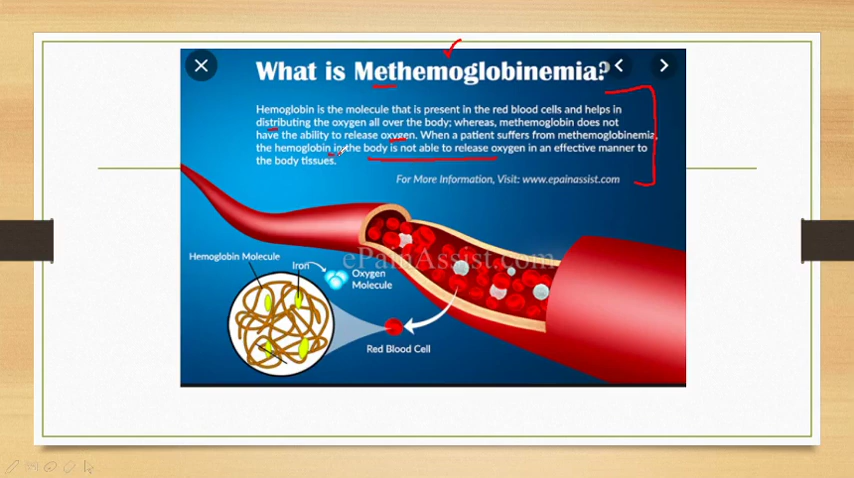 What is Methemoglobinemia?
Hemoglobin is the molecule that is present in the red blood cells and helps in
distributing the oxygen all over the body; whereas, methemoglobin does not
have the ability to release oxygen. When a patient suffers from methemoglobinemia,
the hemoglobin in the body is not able to release oxygen in an effective manner to
the body tissues.
For More Information, Visit: www.epainassist.com
ePainAssist.com
Hemoglobin Molecule
Iron
Oxygen
Molecule
Red Blood Cell